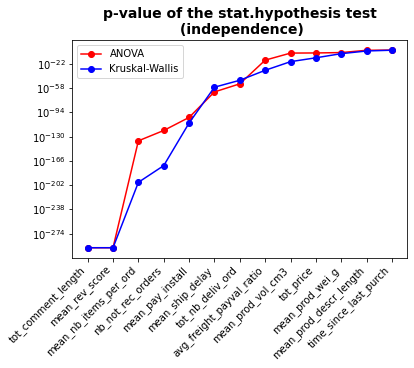 p-value of the stat.hypothesis test
(independence)
ANOVA
Kruskal-Wallis
10^-22
10^-58
10^-94
10^-130
10^-166
10^-202
10^-238
10^-274
tot_comment_length
mean_rev_score
mean_nb_items_per_ord
nb_not_rec_orders
mean_pay_install
mean_ship_delay
tot_nb_deliv_ord
avg_freight_payval_ratio
mean_prod_vol_cm3
tot_price
mean_prod_wei_g
mean_prod_descr_length
time_since_last_purch